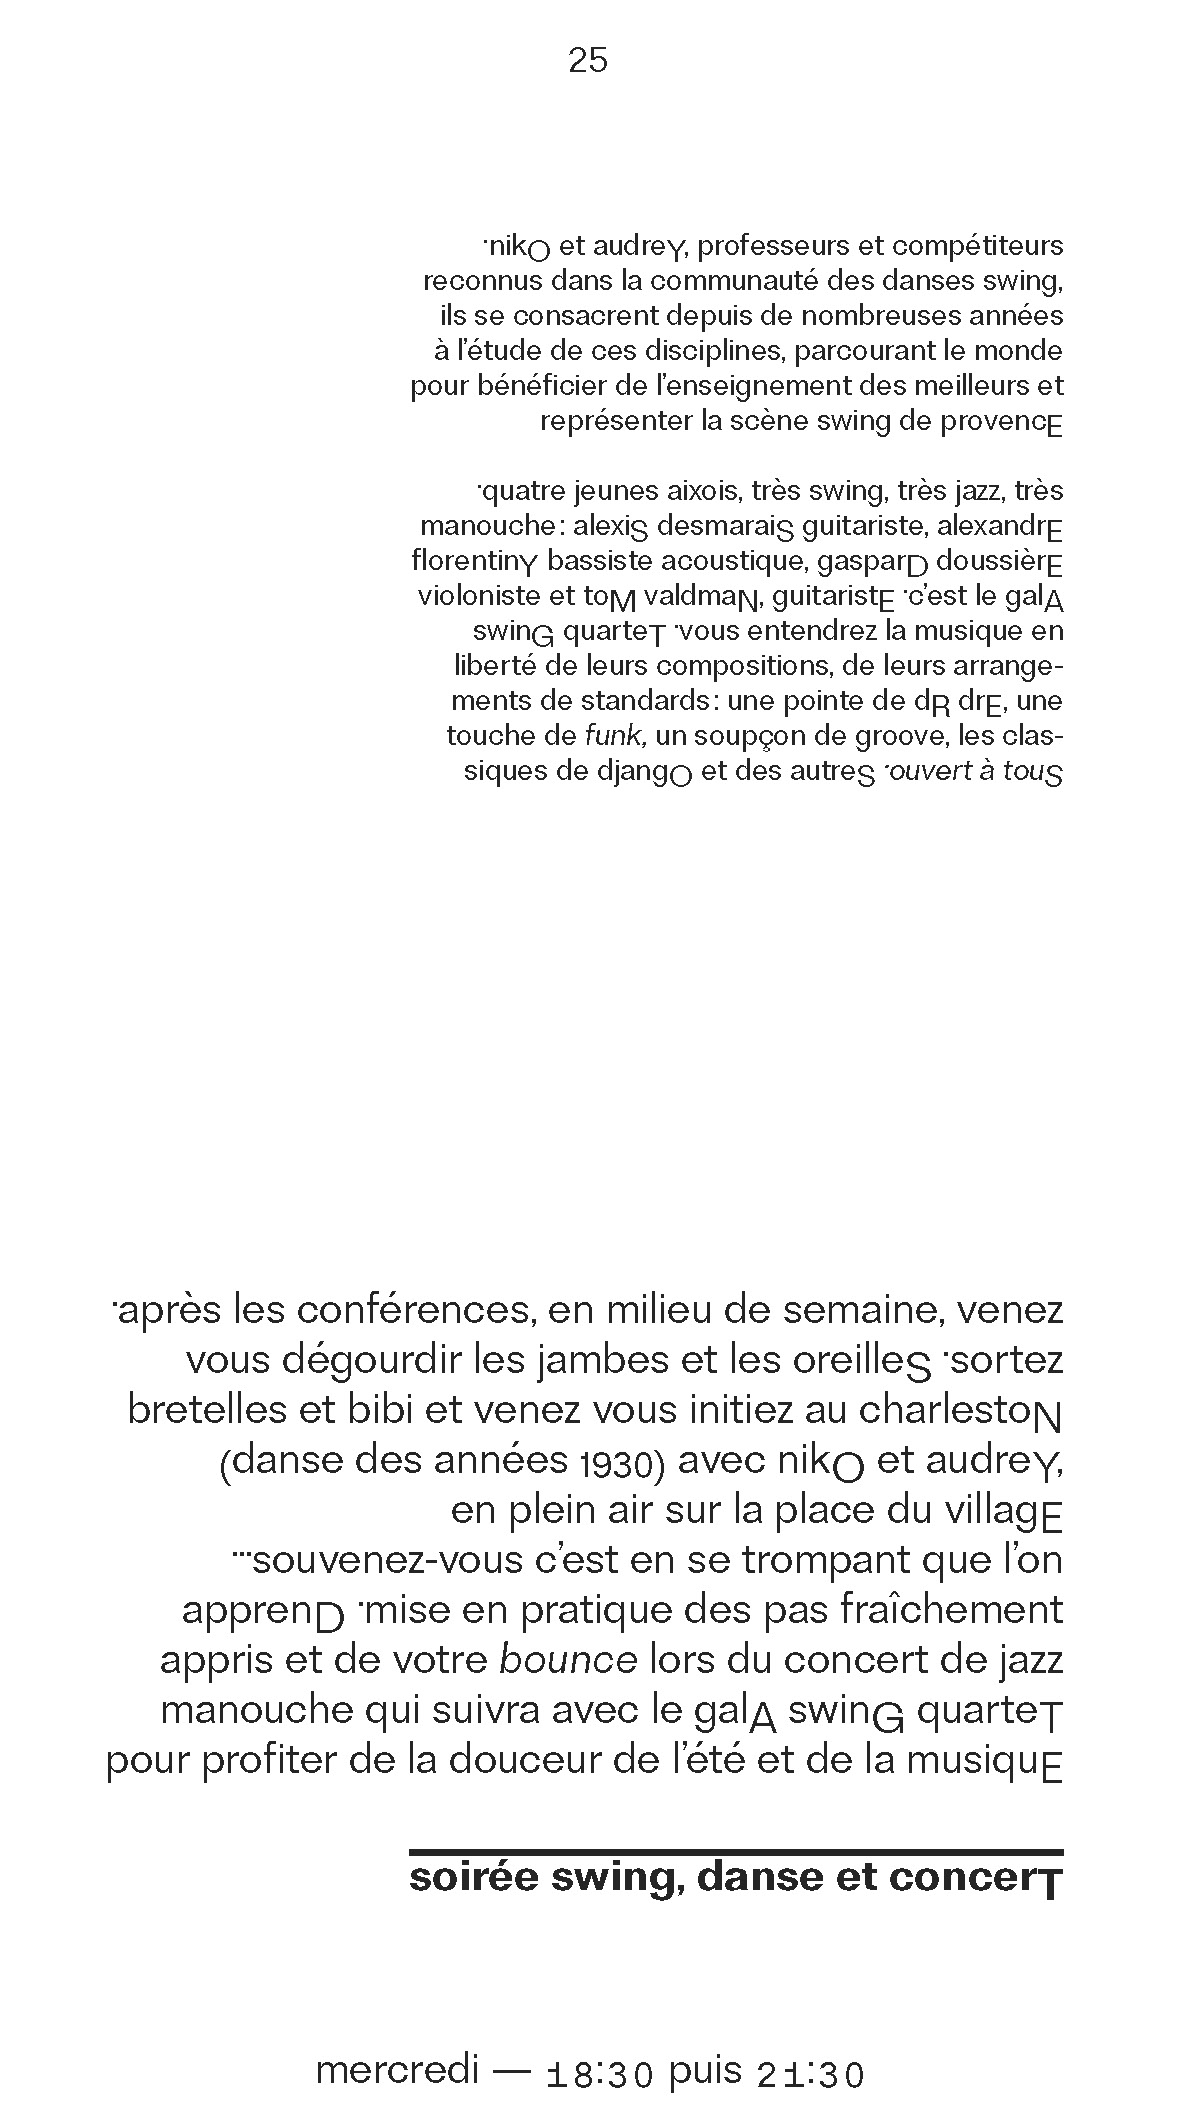 25
·nikO et audreY, professeurs et compétiteurs
reconnus dans la communauté des danses swing,
ils se consacrent depuis de nombreuses années
à l’étude de ces disciplines, parcourant le monde
pour bénéficier de l’enseignement des meilleurs et
représenter la scène swing de provencE
·quatre jeunes aixois, très swing, très jazz, très
manouche : alexiS desmaraiS guitariste, alexandrE
florentinY bassiste acoustique, gasparD doussièrE
violoniste et toM valdmaN, guitaristE ·c’est le galA
swinG quarteT ·vous entendrez la musique en
liberté de leurs compositions, de leurs arrange-
ments de standards : une pointe de dR drE, une
touche de funk, un soupçon de groove, les clas-
siques de djangO et des autreS ·ouvert à touS
·après les conférences, en milieu de semaine, venez
vous dégourdir les jambes et les oreilleS ·sortez
bretelles et bibi et venez vous initiez au charlestoN
(danse des années 1930) avec nikO et audreY,
en plein air sur la place du villagE
···souvenez-vous c’est en se trompant que l’on
apprenD ·mise en pratique des pas fraîchement
appris et de votre bounce lors du concert de jazz
manouche qui suivra avec le galA swinG quarteT
pour profiter de la douceur de l’été et de la musiquE
soirée swing, danse et concerT
mercredi — 18:30 puis 21:30